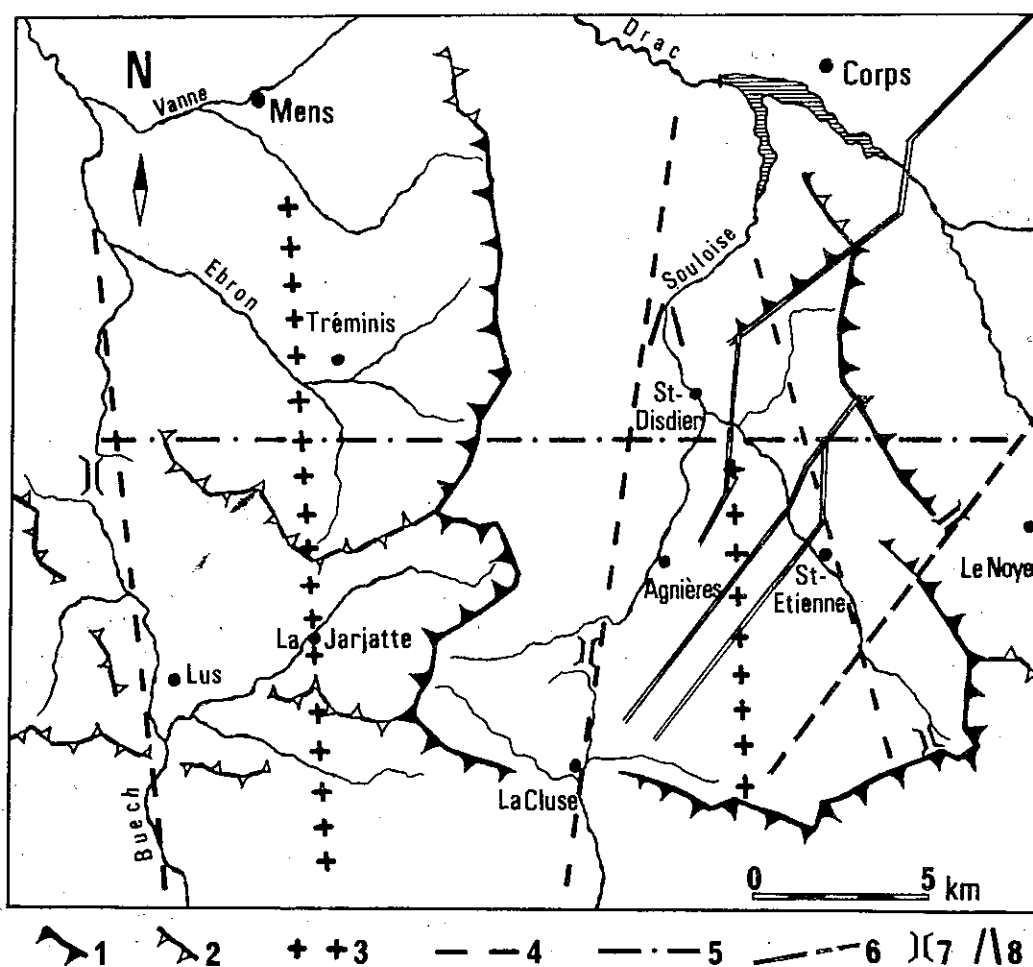 Drac
Corps
N
Vanne
Mens
Souloise
Ebron
Tréminis
St-
Disdier
Agnières
St-
Etienne
Le Noye
La Jarjatte
Lus
La Cluse
Buech
0 5 km
1 2 3 4 5 6 7 8